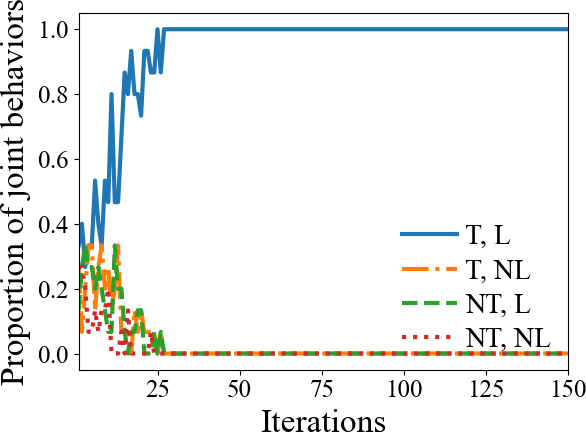 Proportion of joint behaviors
1.0
0.8
0.6
0.4
0.2
0.0
T, L
T, NL
NT, L
NT, NL
25 50 75 100 125 150
Iterations